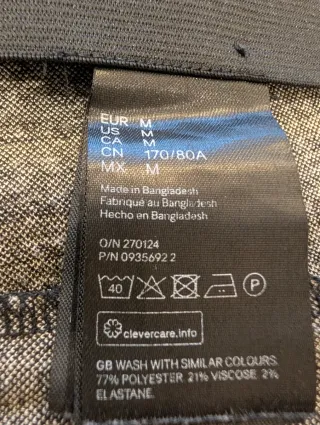 EUR M
US M
CA M
CN 170/80A
MX M
Made in Bangladesh
Fabriqué au Bangladesh
Hecho en Bangladesh
O/N 270124
P/N 0935692 2
40 P
clevercare.info
GB WASH WITH SIMILAR COLOURS.
77% POLYESTER 21% VISCOSE 2%
ELASTANE.